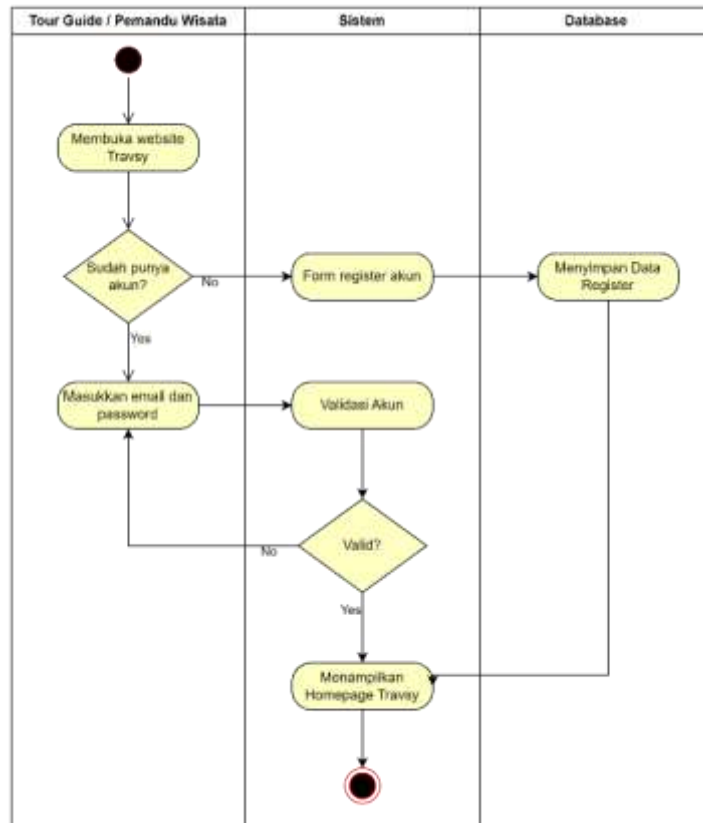 Tour Guide / Pemandu Wisata
Sistem
Database
Membuka website
Travsy
Sudah punya
akun?
No
Form register akun
Menyimpan Data
Register
Yes
Masukkan email dan
password
Validasi Akun
Valid?
No
Yes
Menampilkan
Homepage Travsy